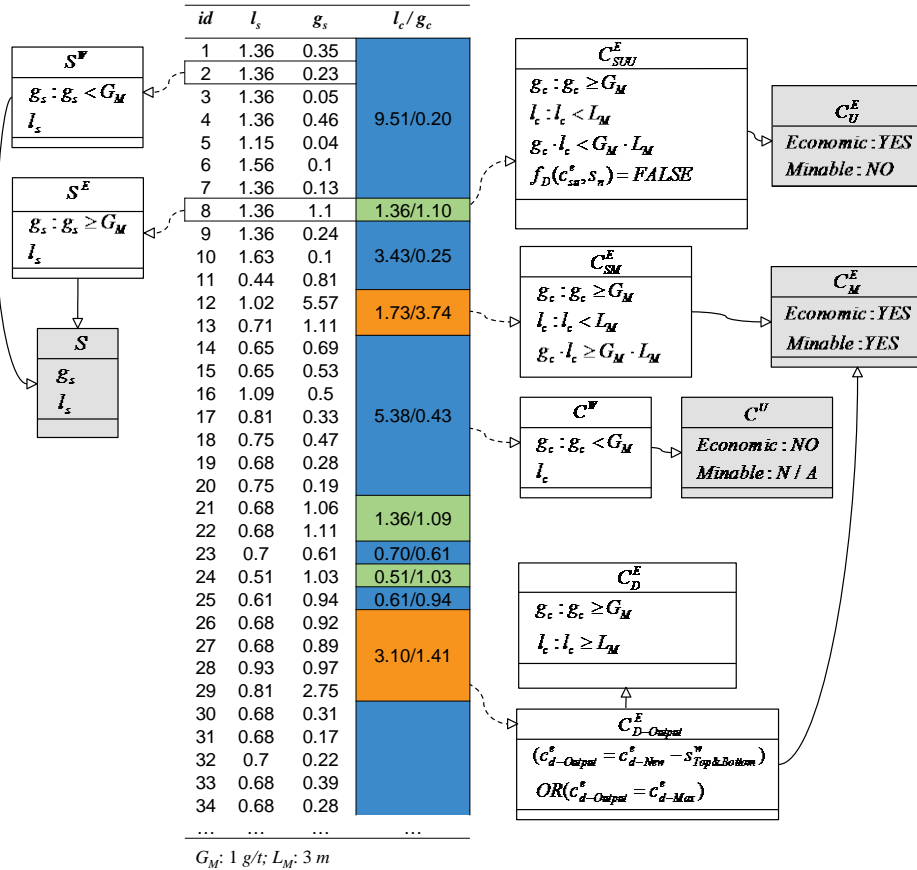 id l_s g_s l_c / g_c
1 1.36 0.35
2 1.36 0.23
3 1.36 0.05
4 1.36 0.46
5 1.15 0.04
6 1.56 0.1
7 1.36 0.13
9.51/0.20
8 1.36 1.1 1.36/1.10
9 1.36 0.24
10 1.63 0.1
11 0.44 0.81
3.43/0.25
12 1.02 5.57
13 0.71 1.11
1.73/3.74
14 0.65 0.69
15 0.65 0.53
16 1.09 0.5
17 0.81 0.33
18 0.75 0.47
19 0.68 0.28
20 0.75 0.19
5.38/0.43
21 0.68 1.06
22 0.68 1.11
1.36/1.09
23 0.7 0.61 0.70/0.61
24 0.51 1.03 0.51/1.03
25 0.61 0.94 0.61/0.94
26 0.68 0.92
27 0.68 0.89
28 0.93 0.97
29 0.81 2.75
3.10/1.41
30 0.68 0.31
31 0.68 0.17
32 0.7 0.22
33 0.68 0.39
34 0.68 0.28
... ... ... ...
G_M: 1 g/t; L_M: 3 m
S^W
g_s : g_s < G_M
l_s
S^E
g_s : g_s ≥ G_M
l_s
S
g_s
l_s
C^E_SUU
g_c : g_c ≥ G_M
l_c : l_c < L_M
g_c · l_c < G_M · L_M
f_D(c^e_su, s_n) = FALSE
C^E_U
Economic : YES
Minable : NO
C^E_SM
g_c : g_c ≥ G_M
l_c : l_c < L_M
g_c · l_c ≥ G_M · L_M
C^E_M
Economic : YES
Minable : YES
C^W
g_c : g_c < G_M
l_c
C^U
Economic : NO
Minable : N / A
C^E_D
g_c : g_c ≥ G_M
l_c : l_c ≥ L_M
C^E_D-Output
(c^e_d-Output = c^e_d-New − s^w_Top&Bottom)
OR(c^e_d-Output = c^e_d-Max)